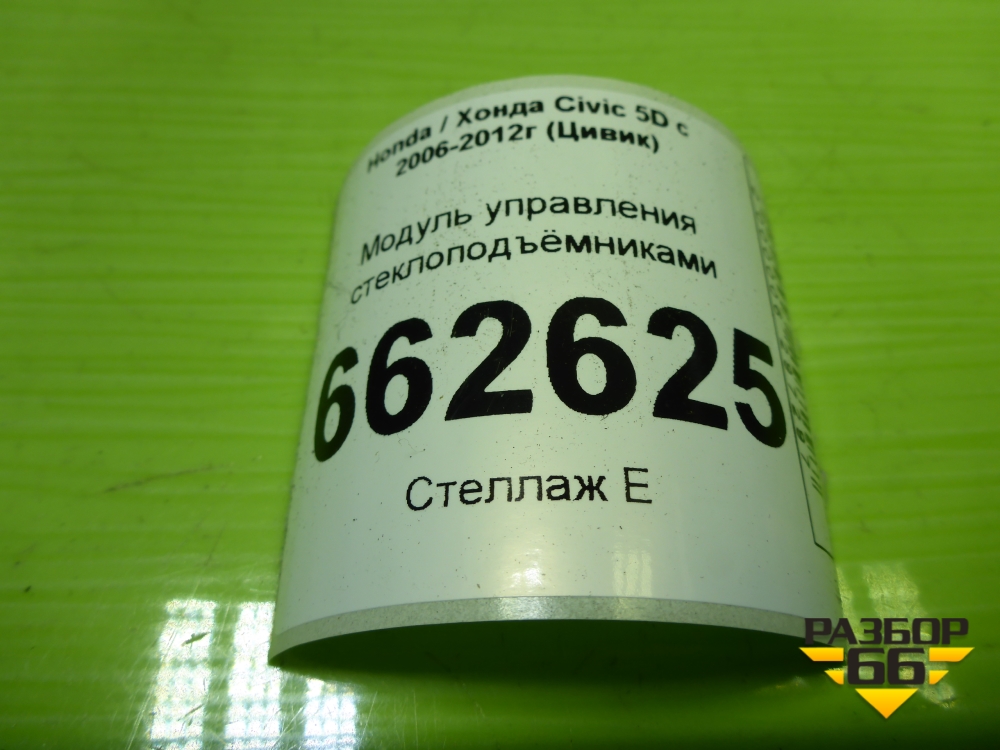 Honda / Хонда Civic 5D с
2006-2012г (Цивик)
Модуль управления
стеклоподъёмниками
662625
Стеллаж Е
РАЗБОР
66